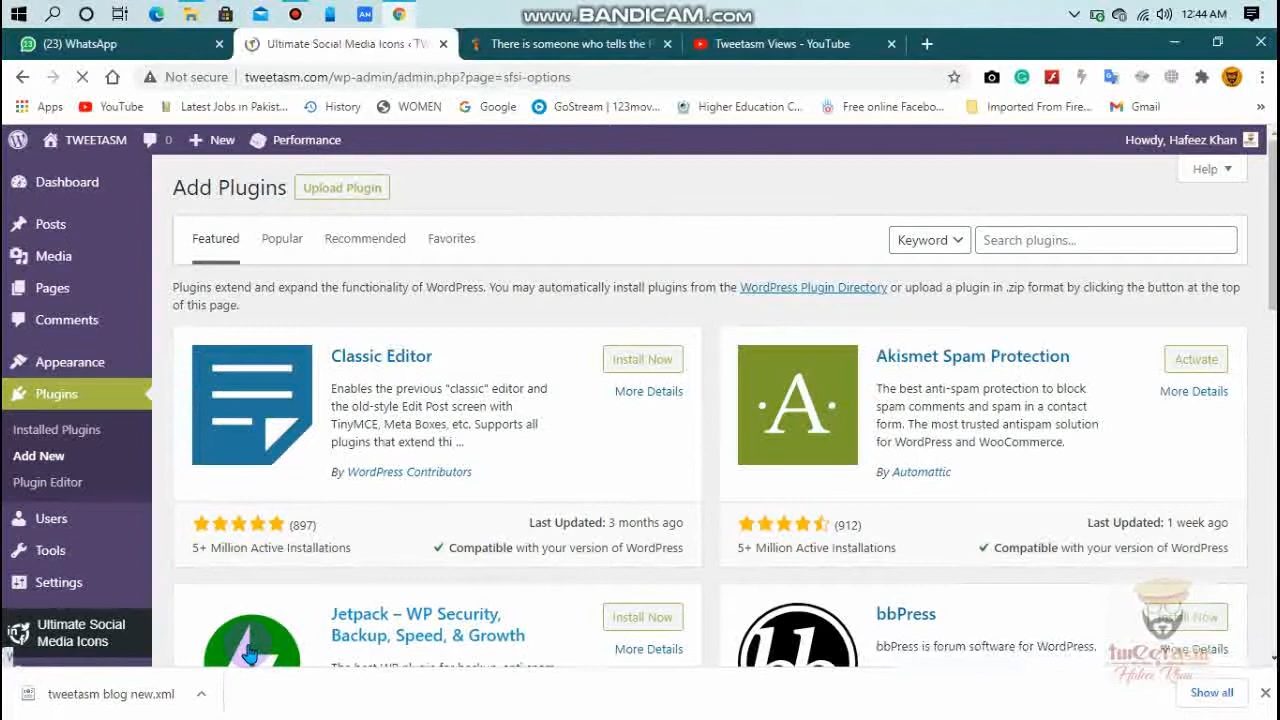 www.BANDICAM.com
12:44 AM
(23) WhatsApp
Ultimate Social Media Icons ‹ TW
There is someone who tells the F
Tweetasm Views - YouTube
Not secure
tweetasm.com/wp-admin/admin.php?page=sfsi-options
Apps
YouTube
Latest Jobs in Pakist...
History
WOMEN
Google
GoStream | 123mov...
Higher Education C...
Free online Facebo...
Imported From Fire...
Gmail
»
TWEETASM
0
New
Performance
Howdy, Hafeez Khan
Dashboard
Posts
Media
Pages
Comments
Appearance
Plugins
Installed Plugins
Add New
Plugin Editor
Users
Tools
Settings
Ultimate Social
Media Icons
Help
Add Plugins
Upload Plugin
Featured
Popular
Recommended
Favorites
Keyword
Search plugins...
Plugins extend and expand the functionality of WordPress. You may automatically install plugins from the WordPress Plugin Directory or upload a plugin in .zip format by clicking the button at the top
of this page.
Classic Editor
Install Now
More Details
Enables the previous "classic" editor and
the old-style Edit Post screen with
TinyMCE, Meta Boxes, etc. Supports all
plugins that extend thi ...
By WordPress Contributors
(897)
Last Updated: 3 months ago
5+ Million Active Installations
Compatible with your version of WordPress
Akismet Spam Protection
Activate
More Details
The best anti-spam protection to block
spam comments and spam in a contact
form. The most trusted antispam solution
for WordPress and WooCommerce.
By Automattic
A
(912)
Last Updated: 1 week ago
5+ Million Active Installations
Compatible with your version of WordPress
Jetpack – WP Security,
Backup, Speed, & Growth
Install Now
More Details
bbPress
Install Now
More Details
bbPress is forum software for WordPress.
bb
tweetasm
Hafeez Khan
tweetasm blog new.xml
Show all